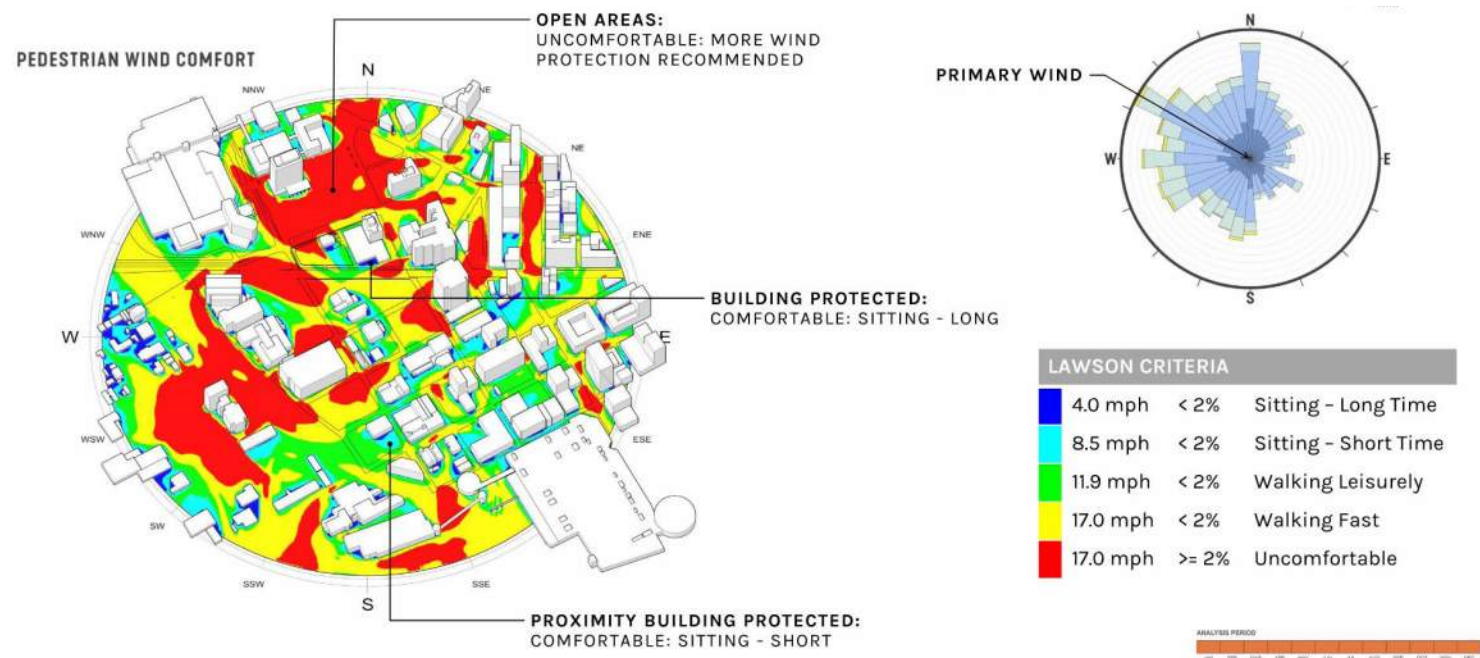 OPEN AREAS:
UNCOMFORTABLE: MORE WIND
PROTECTION RECOMMENDED
PEDESTRIAN WIND COMFORT
N
NNW
NE
NE
WNW
ENE
W
E
WSW
ESE
SW
SSW
SSE
S
BUILDING PROTECTED:
COMFORTABLE: SITTING - LONG
PROXIMITY BUILDING PROTECTED:
COMFORTABLE: SITTING - SHORT
PRIMARY WIND
N
W
E
S
LAWSON CRITERIA
4.0 mph < 2% Sitting – Long Time
8.5 mph < 2% Sitting – Short Time
11.9 mph < 2% Walking Leisurely
17.0 mph < 2% Walking Fast
17.0 mph >= 2% Uncomfortable
ANALYSIS PERIOD